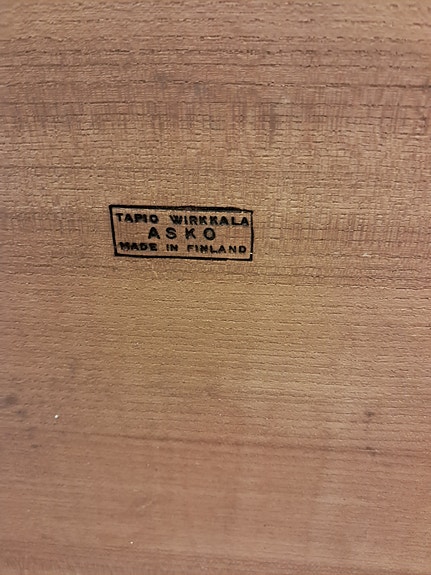 TAPIO WIRKKALA
ASKO
MADE IN FINLAND